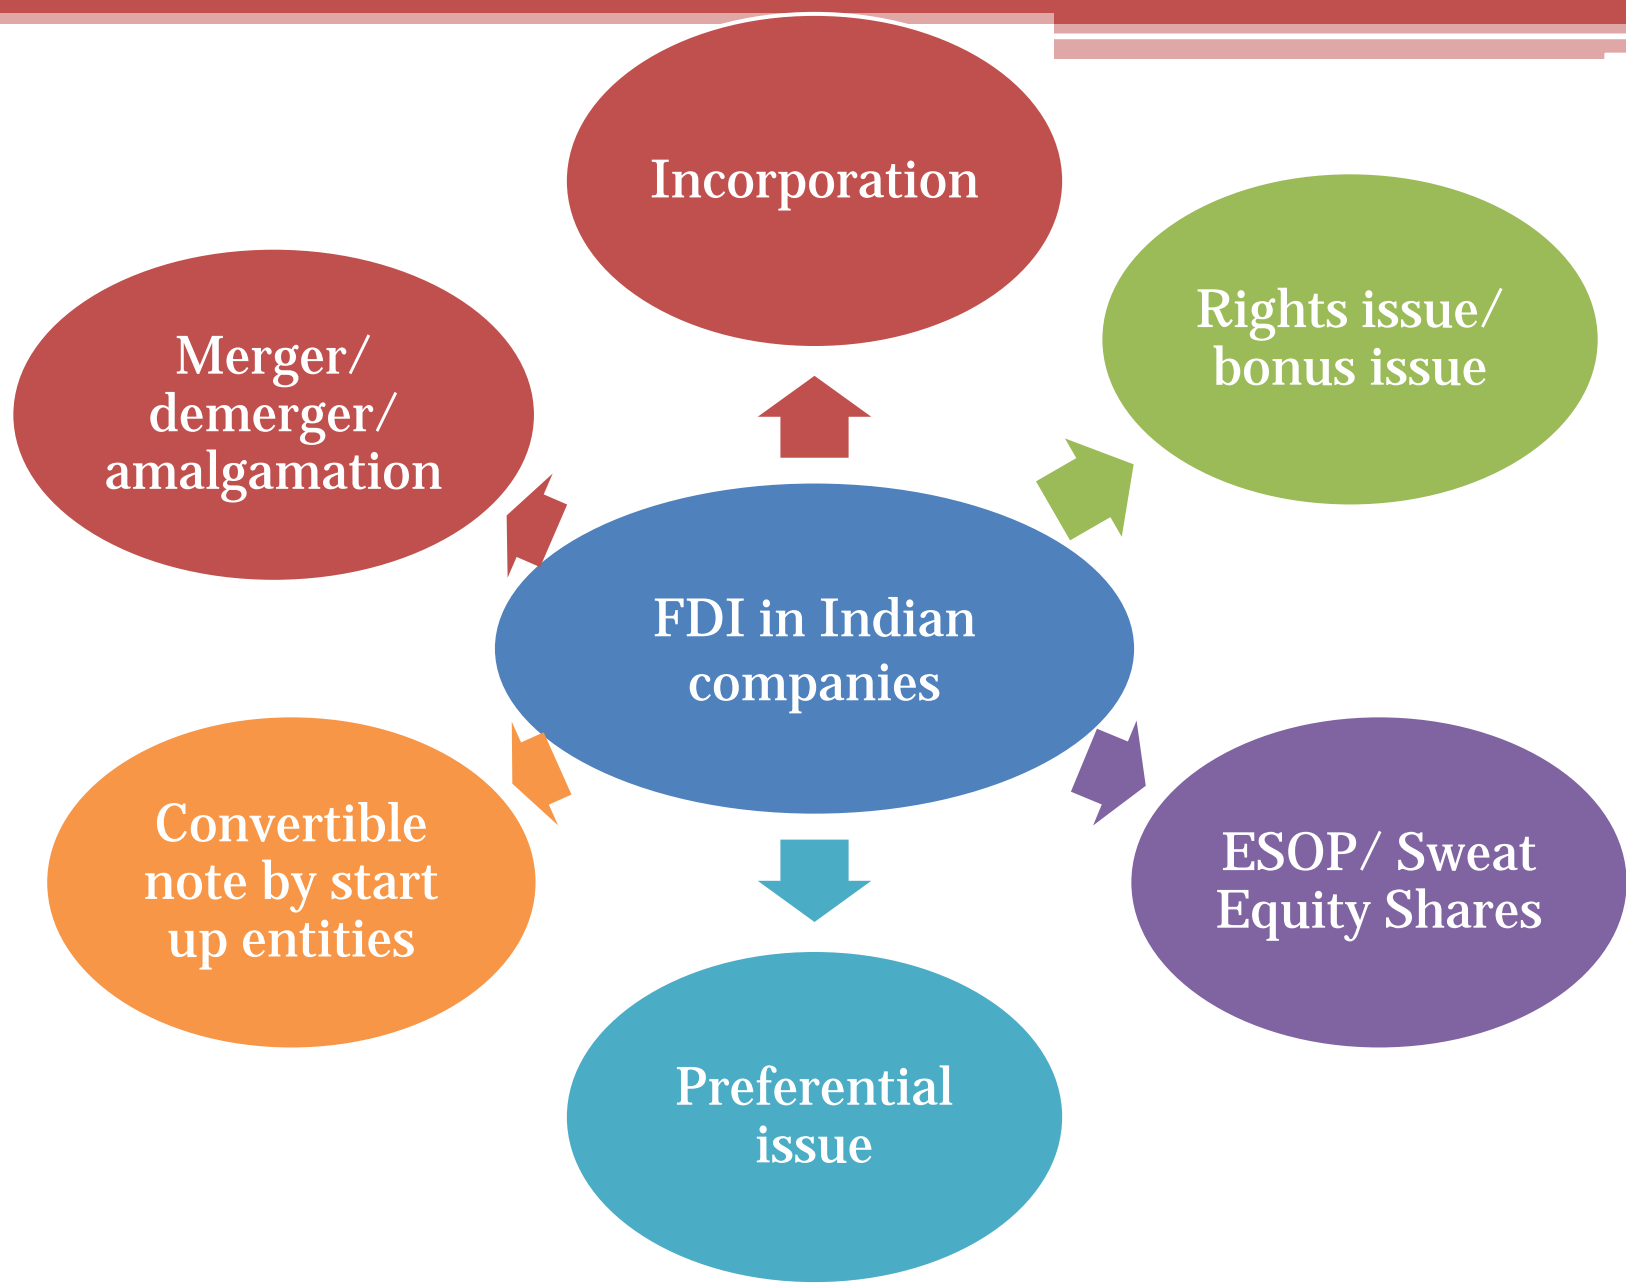 Incorporation
Rights issue/
bonus issue
Merger/
demerger/
amalgamation
FDI in Indian
companies
Convertible
note by start
up entities
ESOP/ Sweat
Equity Shares
Preferential
issue